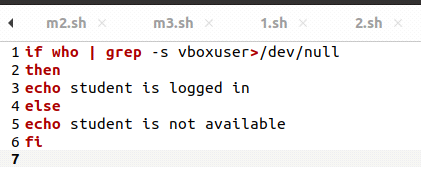 m2.sh × m3.sh × 1.sh × 2.sh ×
1 if who | grep -s vboxuser>/dev/null
2 then
3 echo student is logged in
4 else
5 echo student is not available
6 fi
7